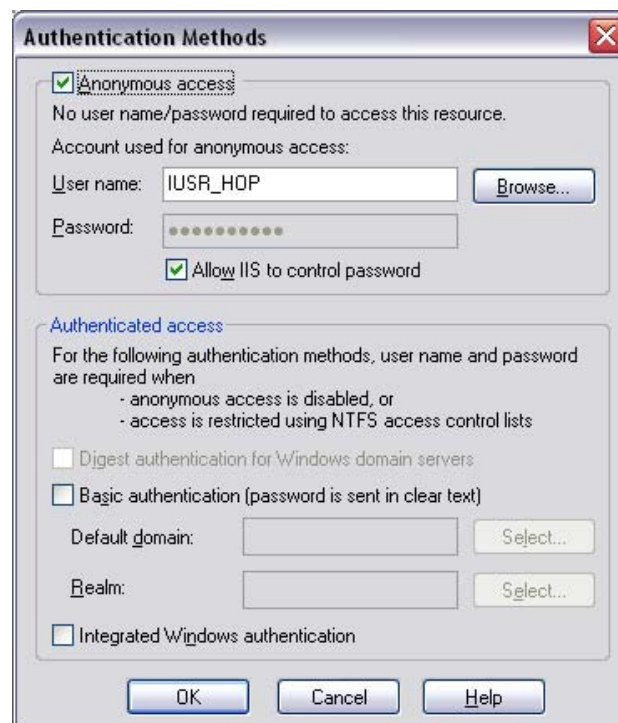 Authentication Methods
Anonymous access
No user name/password required to access this resource.
Account used for anonymous access:
User name: IUSR_HOP Browse...
Password: ●●●●●●●●●●
Allow IIS to control password
Authenticated access
For the following authentication methods, user name and password
are required when
- anonymous access is disabled, or
- access is restricted using NTFS access control lists
Digest authentication for Windows domain servers
Basic authentication (password is sent in clear text)
Default domain: Select...
Realm: Select...
Integrated Windows authentication
OK Cancel Help